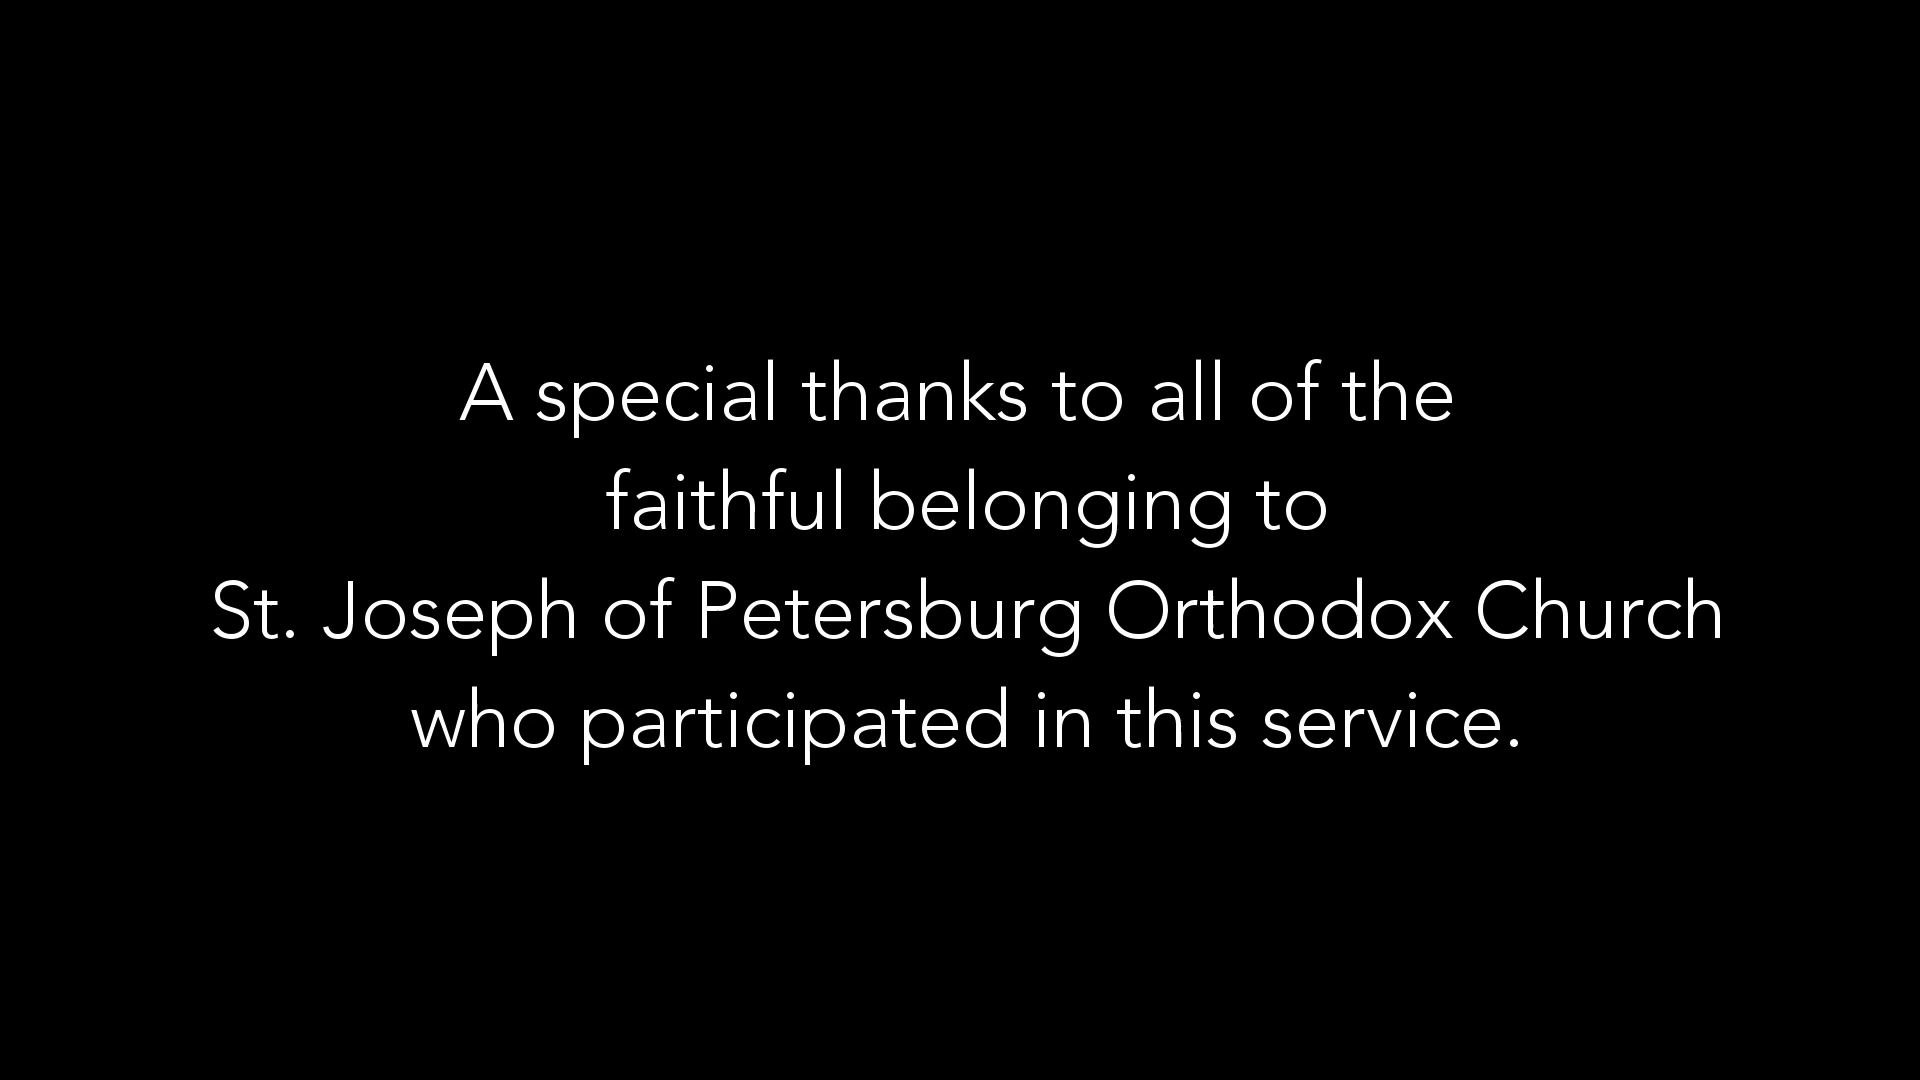 A special thanks to all of the
faithful belonging to
St. Joseph of Petersburg Orthodox Church
who participated in this service.